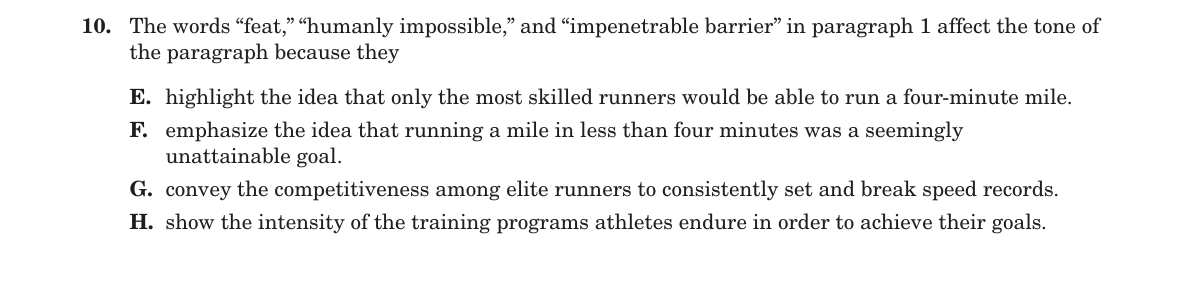 10. The words “feat,” “humanly impossible,” and “impenetrable barrier” in paragraph 1 affect the tone of
the paragraph because they
E. highlight the idea that only the most skilled runners would be able to run a four-minute mile.
F. emphasize the idea that running a mile in less than four minutes was a seemingly
unattainable goal.
G. convey the competitiveness among elite runners to consistently set and break speed records.
H. show the intensity of the training programs athletes endure in order to achieve their goals.